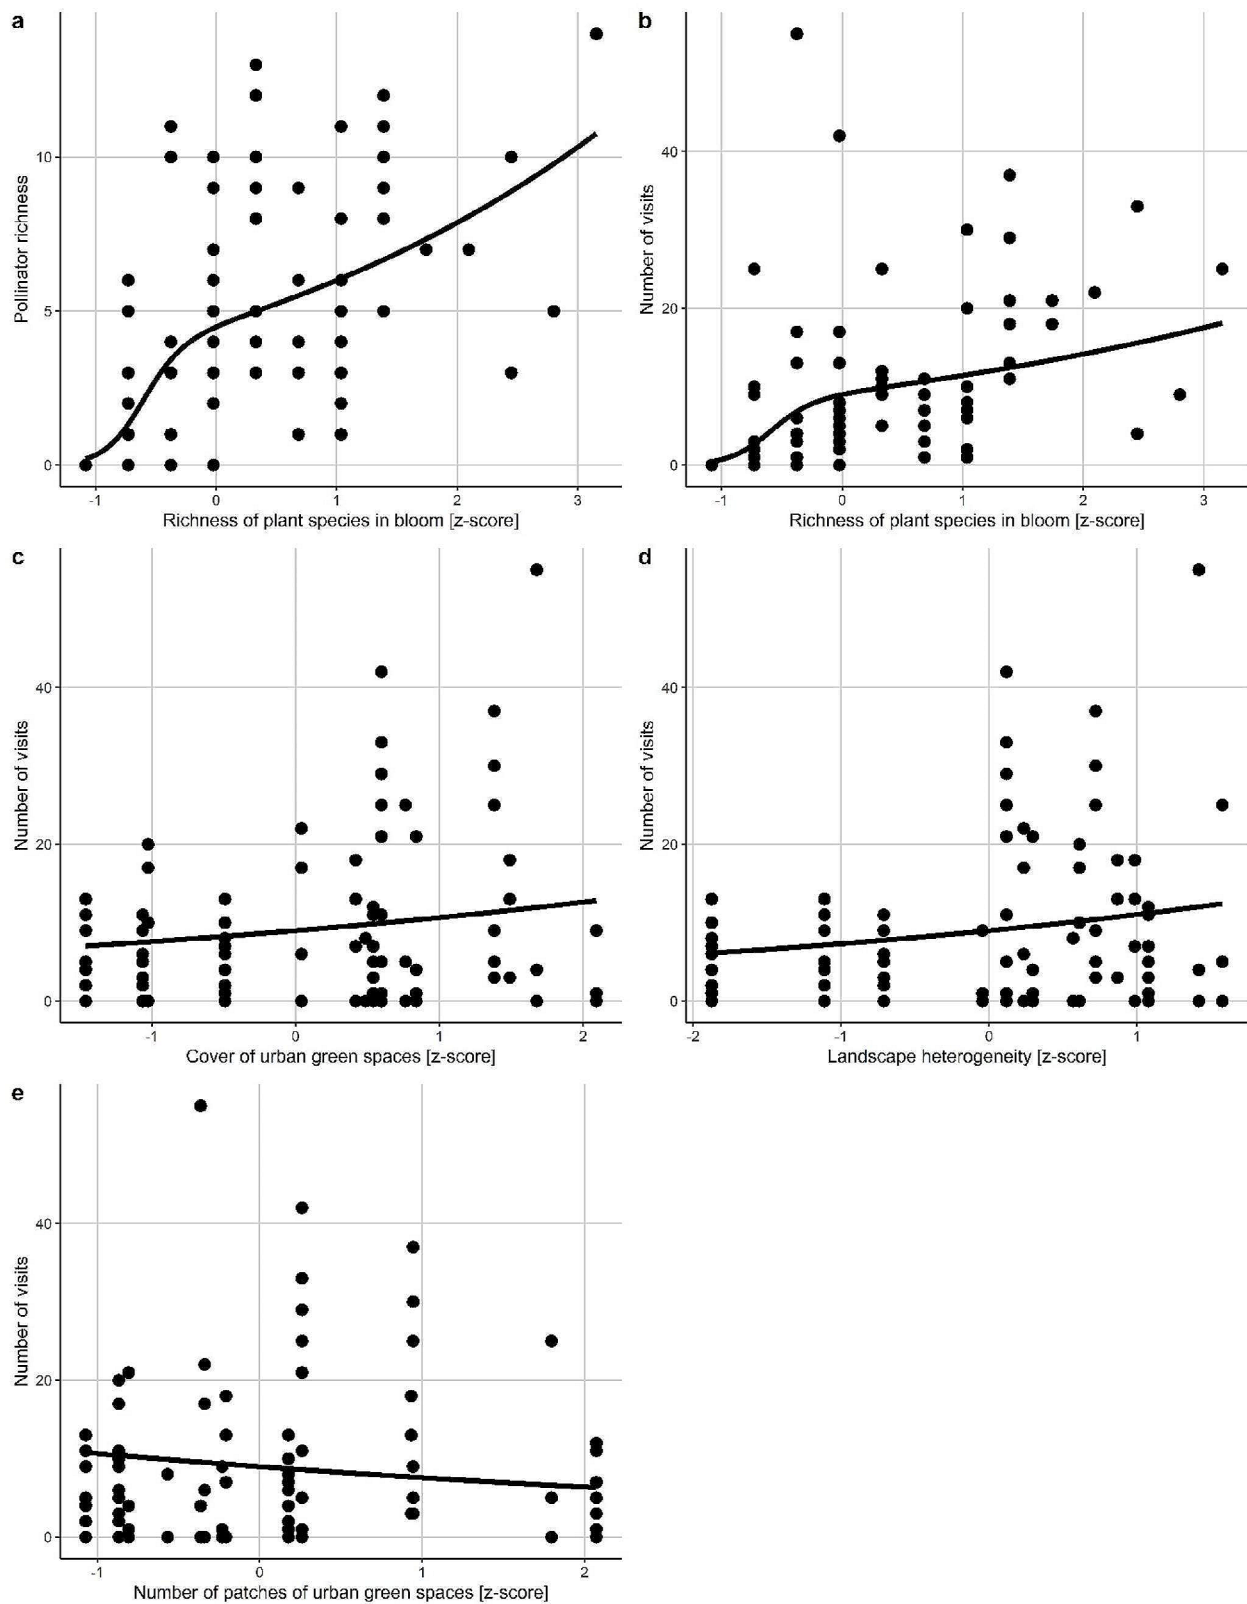 a
10
5
0
Pollinator richness
-1 0 1 2 3
Richness of plant species in bloom [z-score]
b
40
20
0
Number of visits
-1 0 1 2 3
Richness of plant species in bloom [z-score]
c
40
20
0
Number of visits
-1 0 1 2
Cover of urban green spaces [z-score]
d
40
20
0
Number of visits
-2 -1 0 1
Landscape heterogeneity [z-score]
e
40
20
0
Number of visits
-1 0 1 2
Number of patches of urban green spaces [z-score]